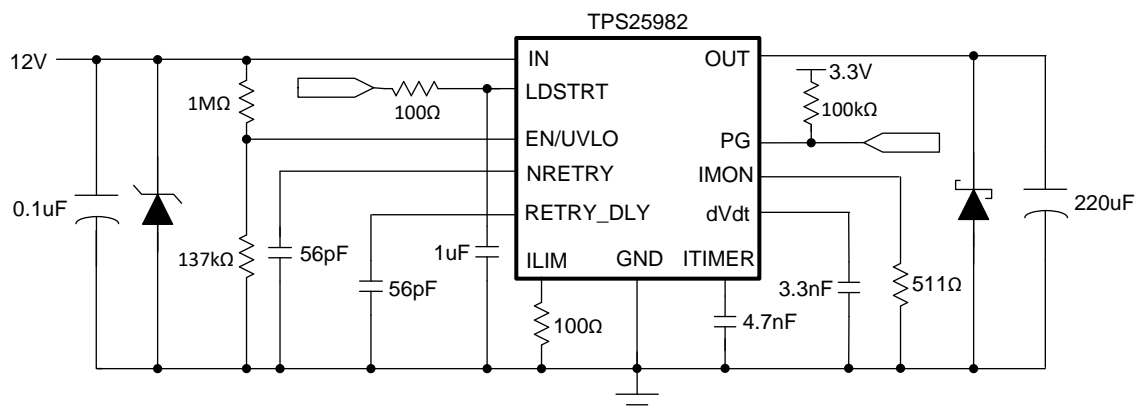 TPS25982
12V
IN
OUT
LDSTRT
100Ω
3.3V
1MΩ
100kΩ
EN/UVLO
PG
NRETRY
IMON
0.1uF
RETRY_DLY
dVdt
220uF
137kΩ
56pF
1uF
ILIM
GND
ITIMER
56pF
3.3nF
511Ω
100Ω
4.7nF